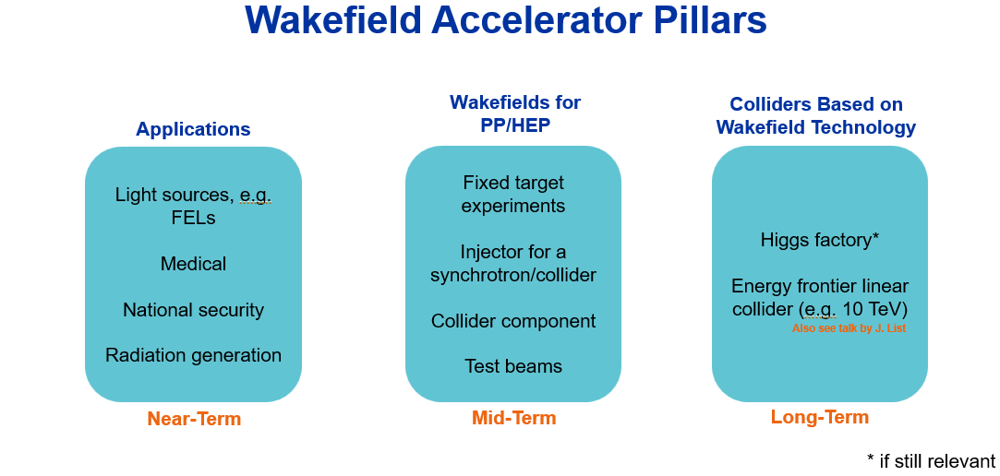 Wakefield Accelerator Pillars
Applications
Light sources, e.g.
FELs
Medical
National security
Radiation generation
Near-Term
Wakefields for
PP/HEP
Fixed target
experiments
Injector for a
synchrotron/collider
Collider component
Test beams
Mid-Term
Colliders Based on
Wakefield Technology
Higgs factory*
Energy frontier linear
collider (e.g. 10 TeV)
Also see talk by J. List
Long-Term
* if still relevant